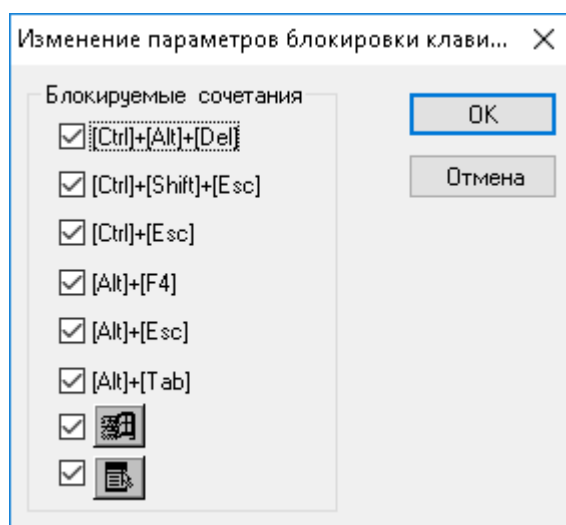 Изменение параметров блокировки клави...
Блокируемые сочетания
OK
[Ctrl]+[Alt]+[Del]
Отмена
[Ctrl]+[Shift]+[Esc]
[Ctrl]+[Esc]
[Alt]+[F4]
[Alt]+[Esc]
[Alt]+[Tab]